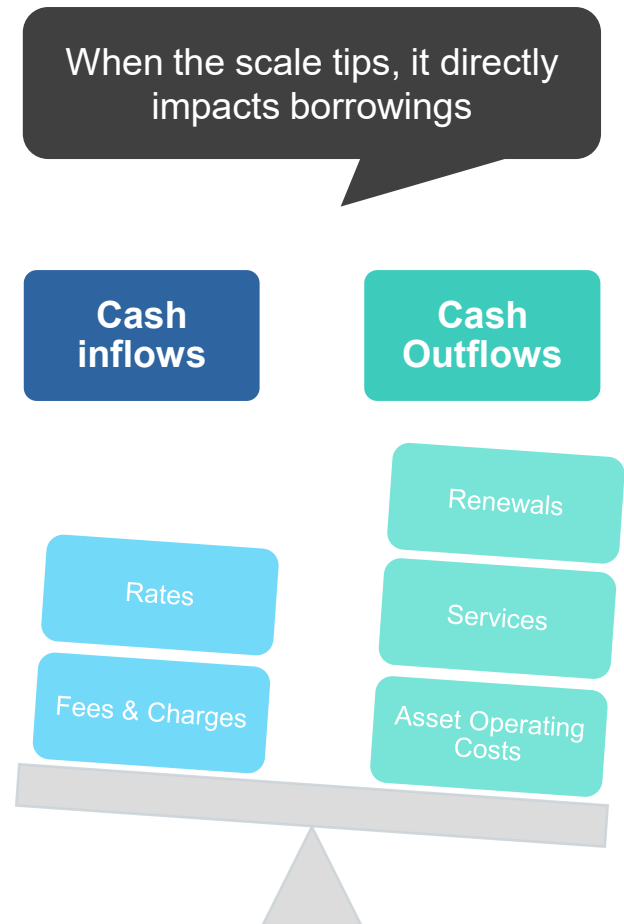 When the scale tips, it directly
impacts borrowings
Cash
inflows
Cash
Outflows
Rates
Fees & Charges
Renewals
Services
Asset Operating
Costs